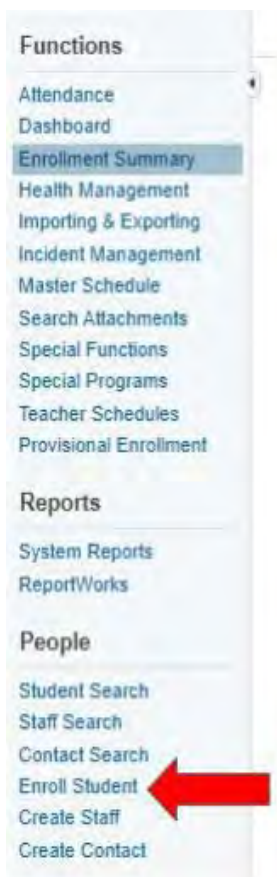 Functions
Attendance
Dashboard
Enrollment Summary
Health Management
Importing & Exporting
Incident Management
Master Schedule
Search Attachments
Special Functions
Special Programs
Teacher Schedules
Provisional Enrollment
Reports
System Reports
ReportWorks
People
Student Search
Staff Search
Contact Search
Enroll Student
Create Staff
Create Contact